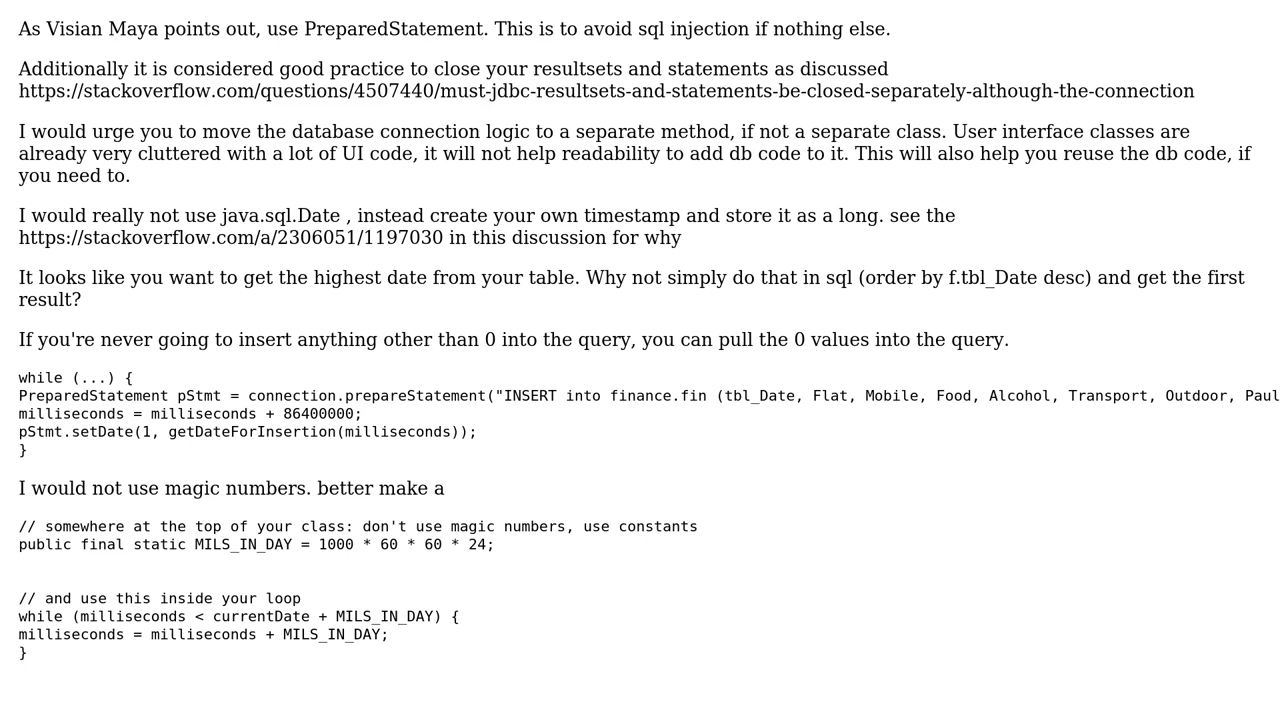 As Visian Maya points out, use PreparedStatement. This is to avoid sql injection if nothing else.
Additionally it is considered good practice to close your resultsets and statements as discussed
https://stackoverflow.com/questions/4507440/must-jdbc-resultsets-and-statements-be-closed-separately-although-the-connection
I would urge you to move the database connection logic to a separate method, if not a separate class. User interface classes are
already very cluttered with a lot of UI code, it will not help readability to add db code to it. This will also help you reuse the db code, if
you need to.
I would really not use java.sql.Date , instead create your own timestamp and store it as a long. see the
https://stackoverflow.com/a/2306051/1197030 in this discussion for why
It looks like you want to get the highest date from your table. Why not simply do that in sql (order by f.tbl_Date desc) and get the first
result?
If you're never going to insert anything other than 0 into the query, you can pull the 0 values into the query.
while (...) {
PreparedStatement pStmt = connection.prepareStatement("INSERT into finance.fin (tbl_Date, Flat, Mobile, Food, Alcohol, Transport, Outdoor, Paul
milliseconds = milliseconds + 86400000;
pStmt.setDate(1, getDateForInsertion(milliseconds));
}
I would not use magic numbers. better make a
// somewhere at the top of your class: don't use magic numbers, use constants
public final static MILS_IN_DAY = 1000 * 60 * 60 * 24;
// and use this inside your loop
while (milliseconds < currentDate + MILS_IN_DAY) {
milliseconds = milliseconds + MILS_IN_DAY;
}